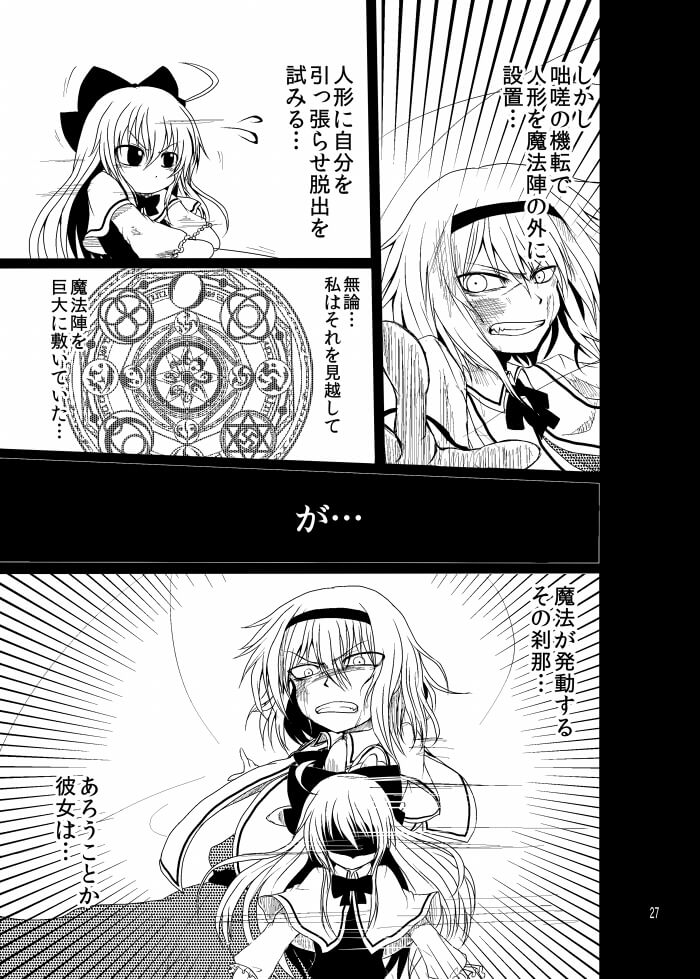 しかし
咄嗟の機転で
人形を魔法陣の外に
設置…
人形に自分を
引っ張らせ脱出を
試みる…
無論…
私はそれを見越して
魔法陣を
巨大に敷いていた…
が…
魔法が発動する
その刹那…
あろうことか
彼女は…
27